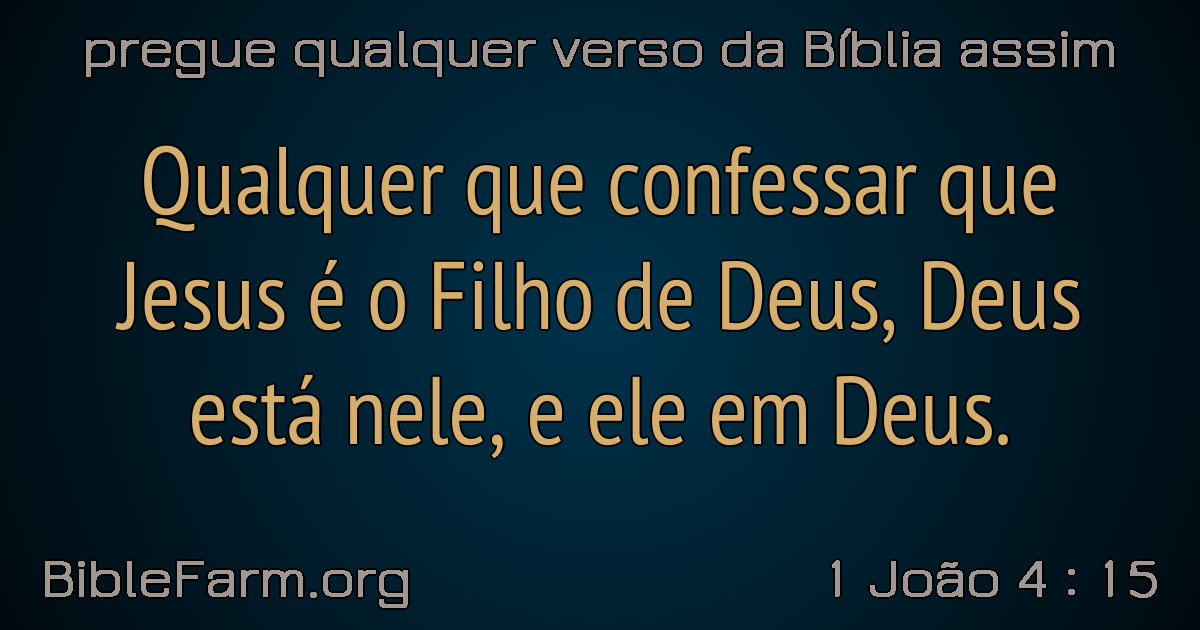 pregue qualquer verso da Bíblia assim
Qualquer que confessar que
Jesus é o Filho de Deus, Deus
está nele, e ele em Deus.
BibleFarm.org
1 João 4 : 15